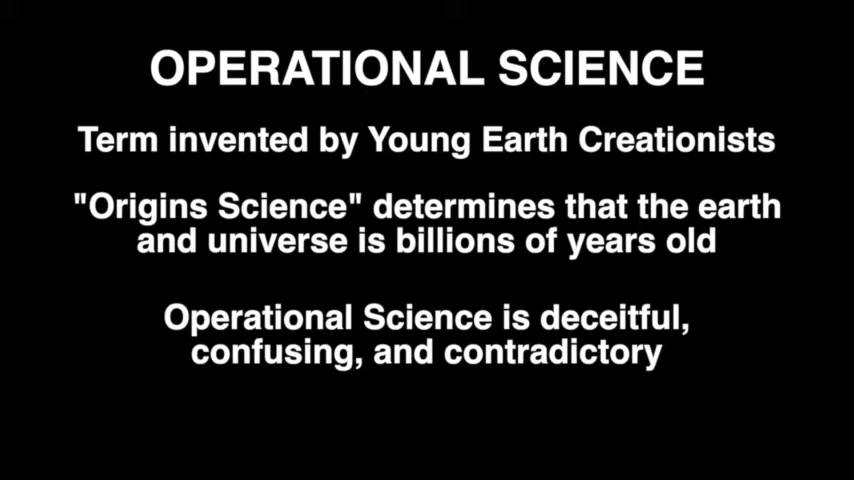 OPERATIONAL SCIENCE
Term invented by Young Earth Creationists
"Origins Science" determines that the earth
and universe is billions of years old
Operational Science is deceitful,
confusing, and contradictory